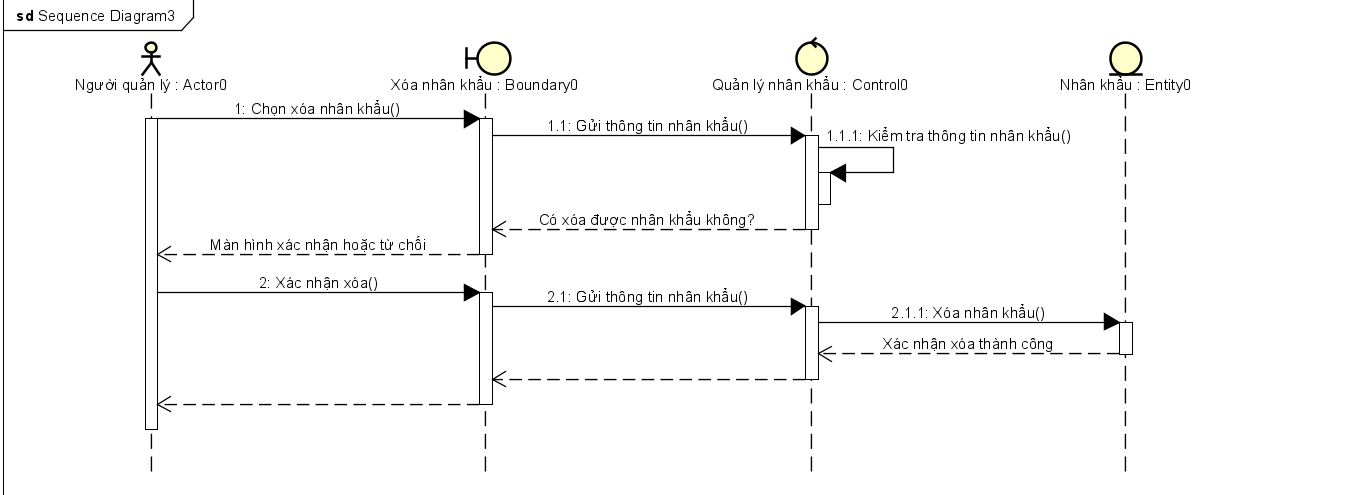 sd Sequence Diagram3
Người quản lý : Actor0
Xóa nhân khẩu : Boundary0
Quản lý nhân khẩu : Control0
Nhân khẩu : Entity0
1: Chọn xóa nhân khẩu()
1.1: Gửi thông tin nhân khẩu()
1.1.1: Kiểm tra thông tin nhân khẩu()
Có xóa được nhân khẩu không?
Màn hình xác nhận hoặc từ chối
2: Xác nhận xóa()
2.1: Gửi thông tin nhân khẩu()
2.1.1: Xóa nhân khẩu()
Xác nhận xóa thành công